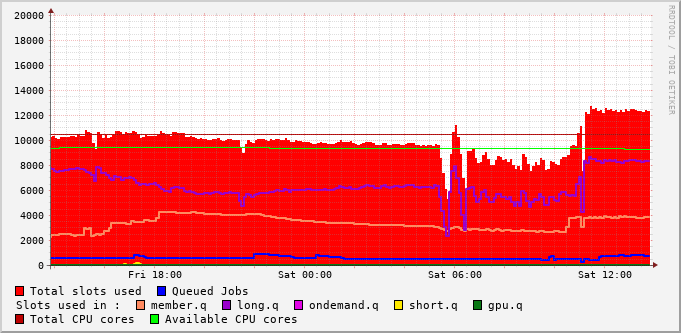 RRDTOOL / TOBI OETIKER
20000
18000
16000
14000
12000
10000
8000
6000
4000
2000
0
Fri 18:00 Sat 00:00 Sat 06:00 Sat 12:00
Total slots used Queued Jobs
Slots used in : member.q long.q ondemand.q short.q gpu.q
Total CPU cores Available CPU cores